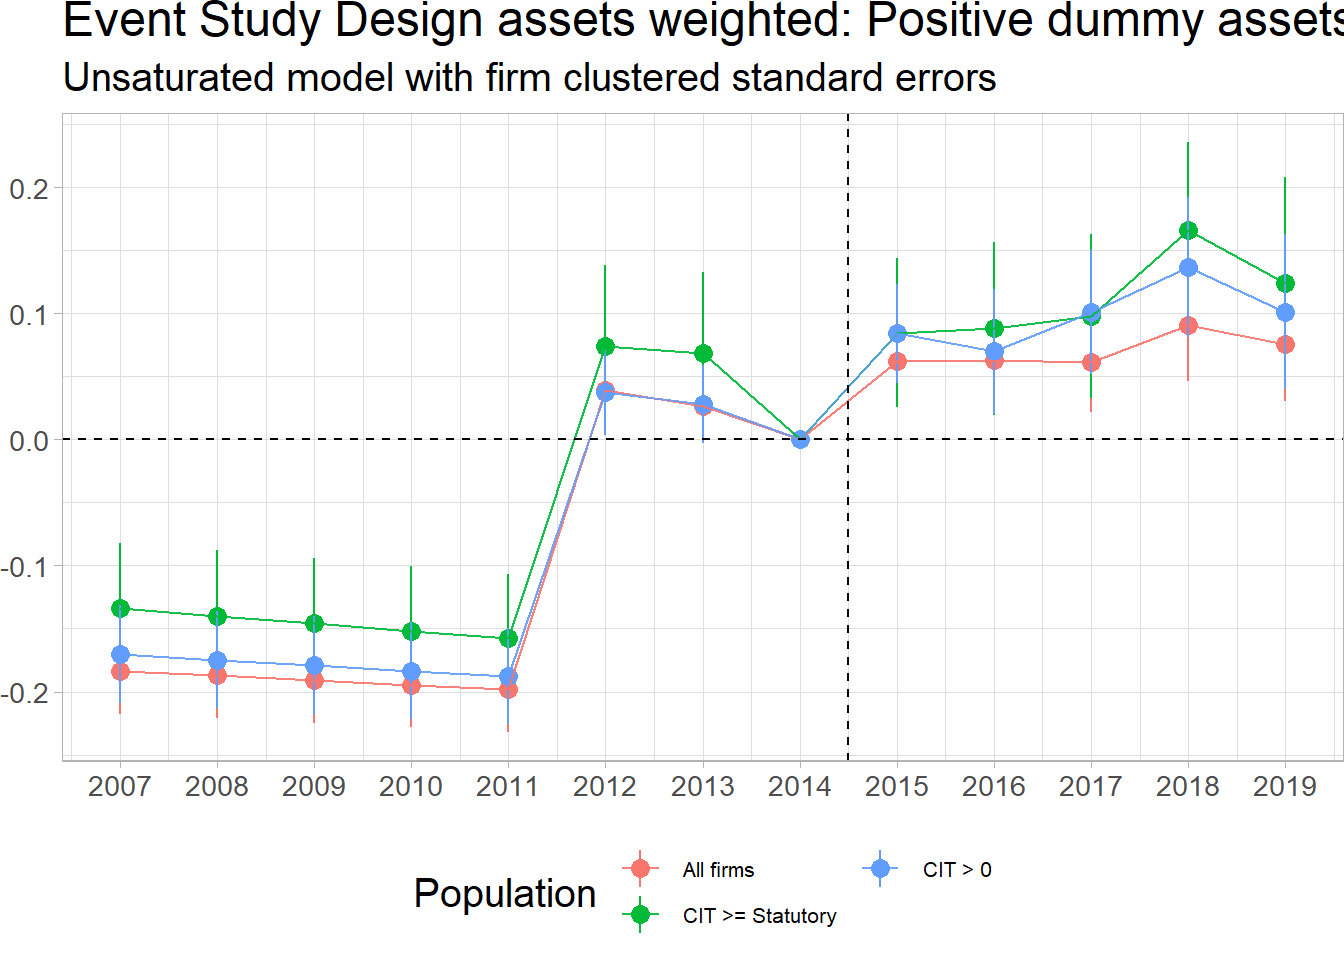 Event Study Design assets weighted: Positive dummy assets
Unsaturated model with firm clustered standard errors
0.2
0.1
0.0
-0.1
-0.2
2007 2008 2009 2010 2011 2012 2013 2014 2015 2016 2017 2018 2019
Population
All firms
CIT >= Statutory
CIT > 0